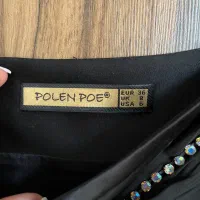 POLEN POE®
EUR 36
UK 8
USA 6